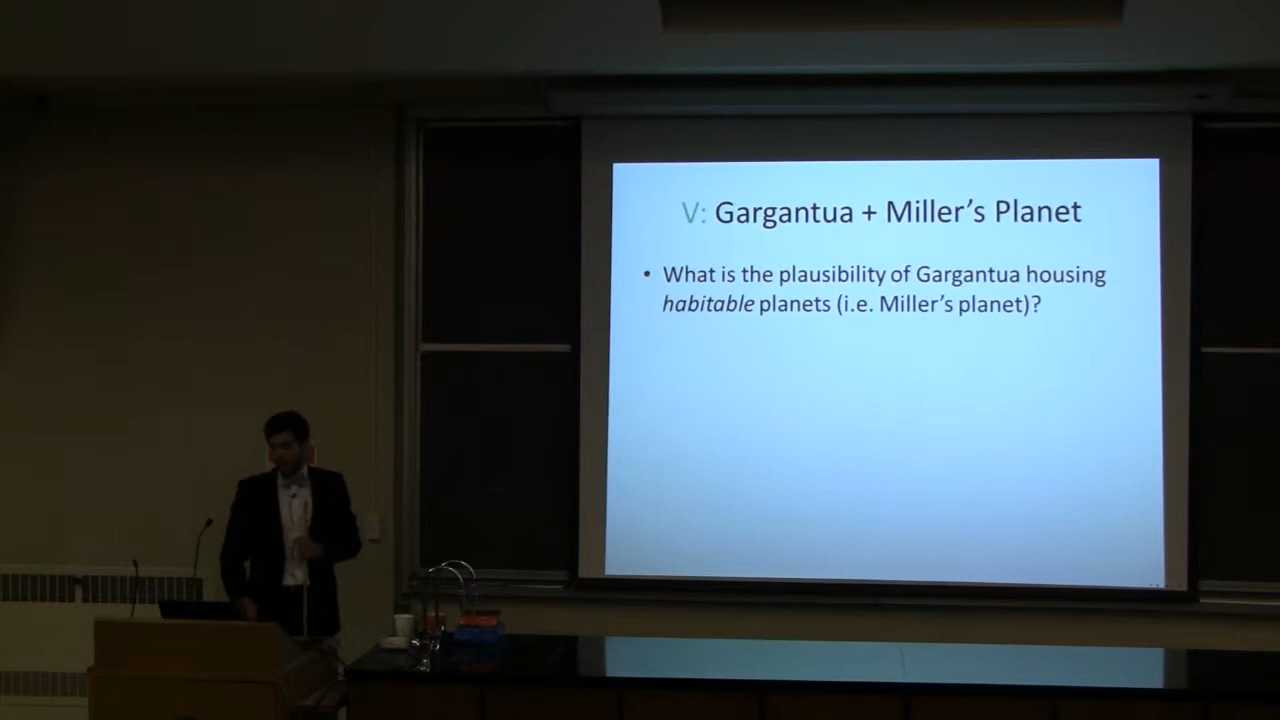 V: Gargantua + Miller's Planet
• What is the plausibility of Gargantua housing
habitable planets (i.e. Miller's planet)?